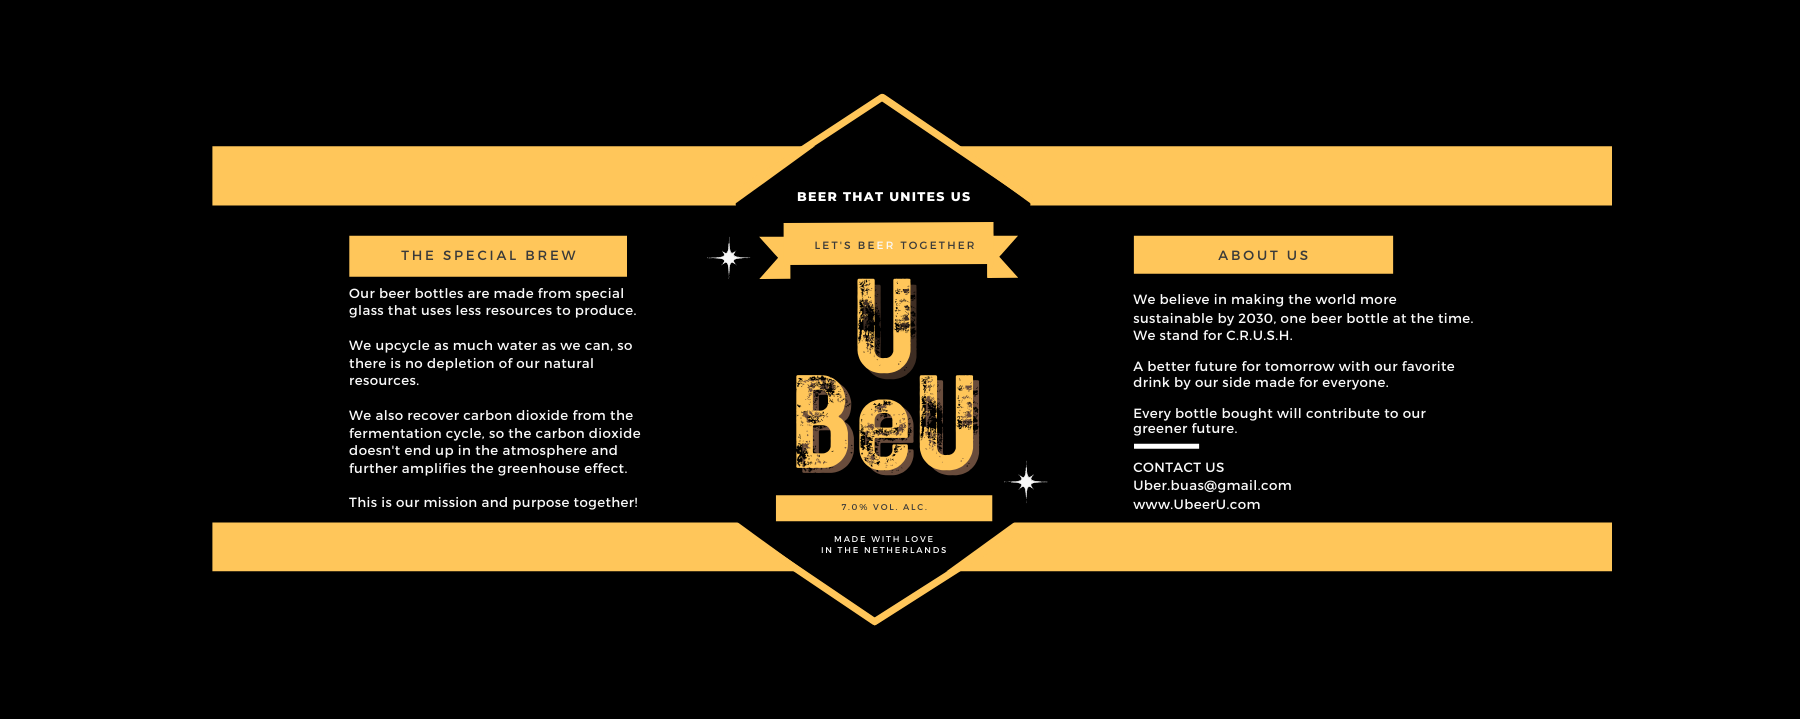 BEER THAT UNITES US
LET'S BEER TOGETHER
U
BeU
7.0% VOL. ALC.
MADE WITH LOVE
IN THE NETHERLANDS
THE SPECIAL BREW
Our beer bottles are made from special
glass that uses less resources to produce.
We upcycle as much water as we can, so
there is no depletion of our natural
resources.
We also recover carbon dioxide from the
fermentation cycle, so the carbon dioxide
doesn't end up in the atmosphere and
further amplifies the greenhouse effect.
This is our mission and purpose together!
ABOUT US
We believe in making the world more
sustainable by 2030, one beer bottle at the time.
We stand for C.R.U.S.H.
A better future for tomorrow with our favorite
drink by our side made for everyone.
Every bottle bought will contribute to our
greener future.
CONTACT US
Uber.buas@gmail.com
www.UbeerU.com